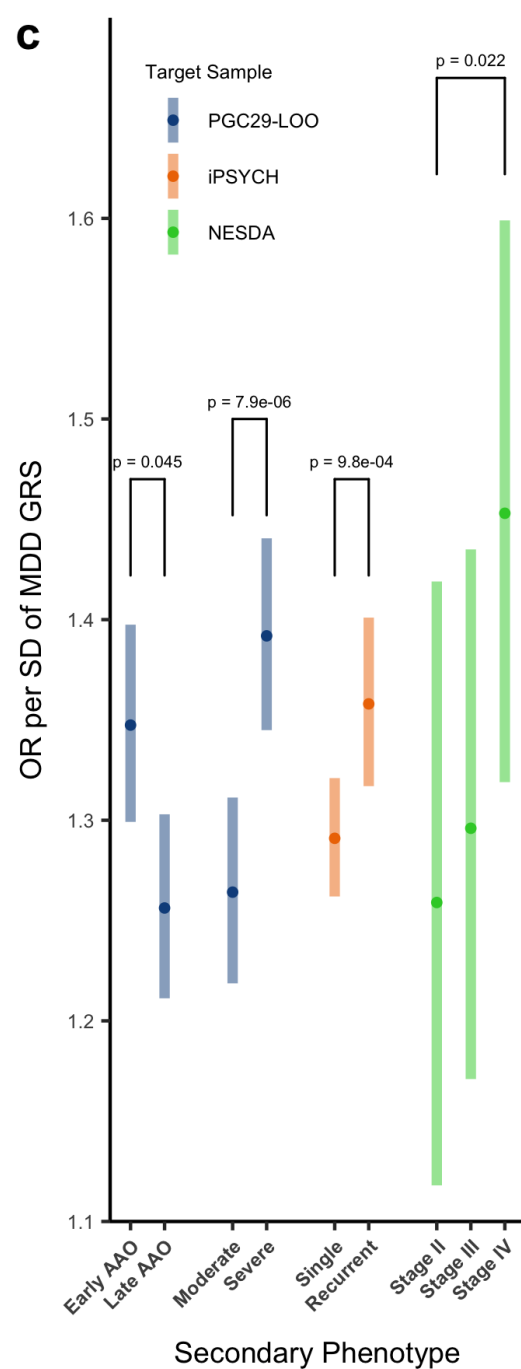 c
Target Sample
PGC29-LOO
iPSYCH
NESDA
p = 0.022
p = 7.9e-06
p = 0.045
p = 9.8e-04
OR per SD of MDD GRS
1.6
1.5
1.4
1.3
1.2
1.1
Early AAO
Late AAO
Moderate
Severe
Single
Recurrent
Stage II
Stage III
Stage IV
Secondary Phenotype